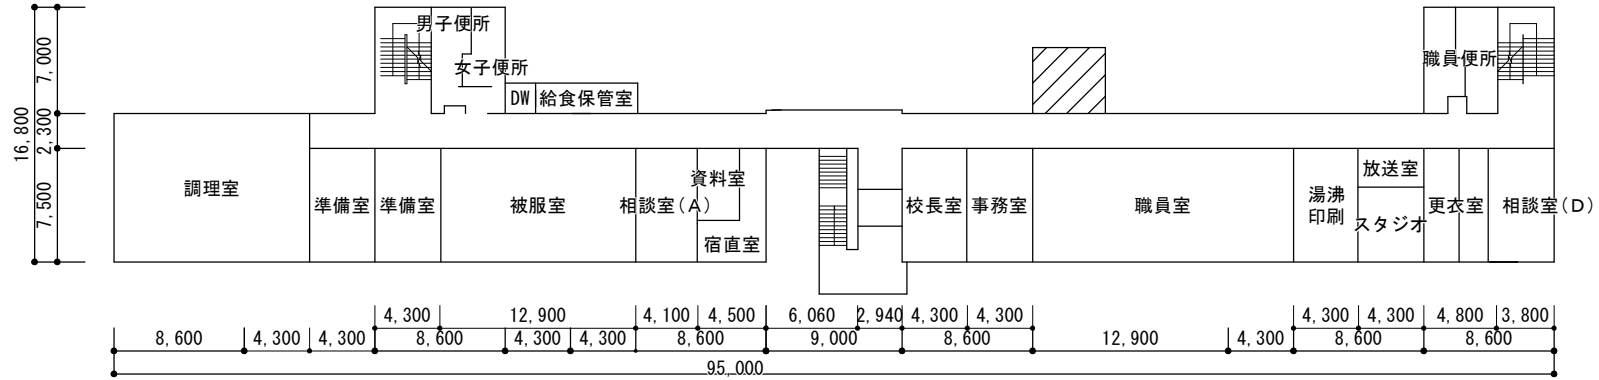 男子便所
女子便所
職員便所
DW
給食保管室
調理室
準備室
準備室
被服室
相談室(A)
資料室
宿直室
校長室
事務室
職員室
湯沸
印刷
放送室
スタジオ
更衣室
相談室(D)
16,800
7,000
2,300
7,500
4,300
12,900
4,100
4,500
6,060
2,940
4,300
4,300
4,300
4,300
4,800
3,800
8,600
4,300
4,300
8,600
4,300
4,300
8,600
9,000
8,600
12,900
4,300
8,600
8,600
95,000